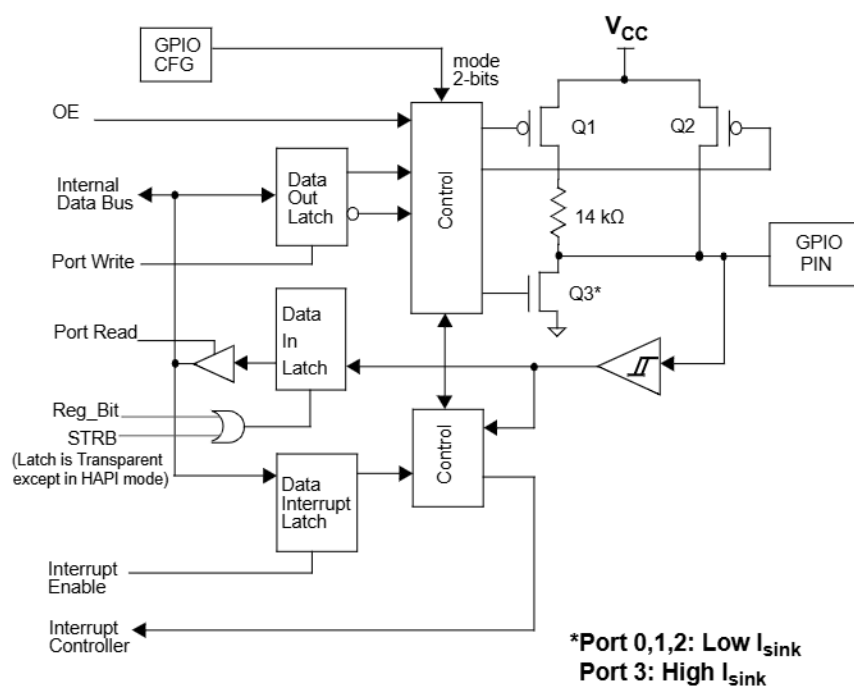 GPIO
CFG
mode
2-bits
VCC
OE
Q1
Q2
Internal
Data Bus
Data
Out
Latch
Control
14 kΩ
GPIO
PIN
Port Write
Q3*
Port Read
Data
In
Latch
Reg_Bit
STRB
(Latch is Transparent
except in HAPI mode)
Control
Data
Interrupt
Latch
Interrupt
Enable
Interrupt
Controller
*Port 0,1,2: Low Isink
Port 3: High Isink